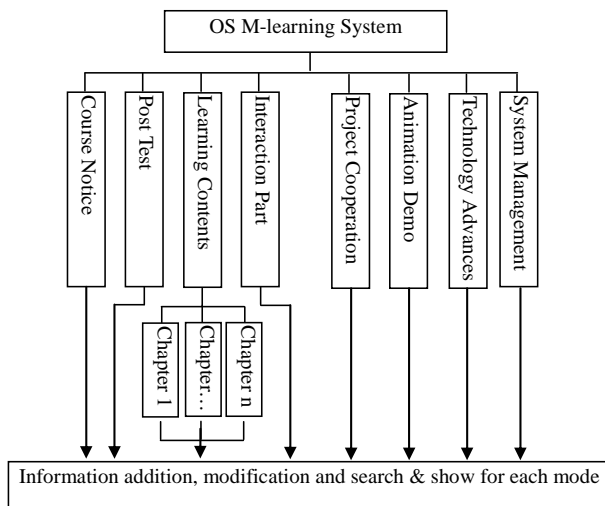 OS M-learning System
Course Notice
Post Test
Learning Contents
Interaction Part
Project Cooperation
Animation Demo
Technology Advances
System Management
Chapter 1
Chapter…
Chapter n
Information addition, modification and search & show for each mode